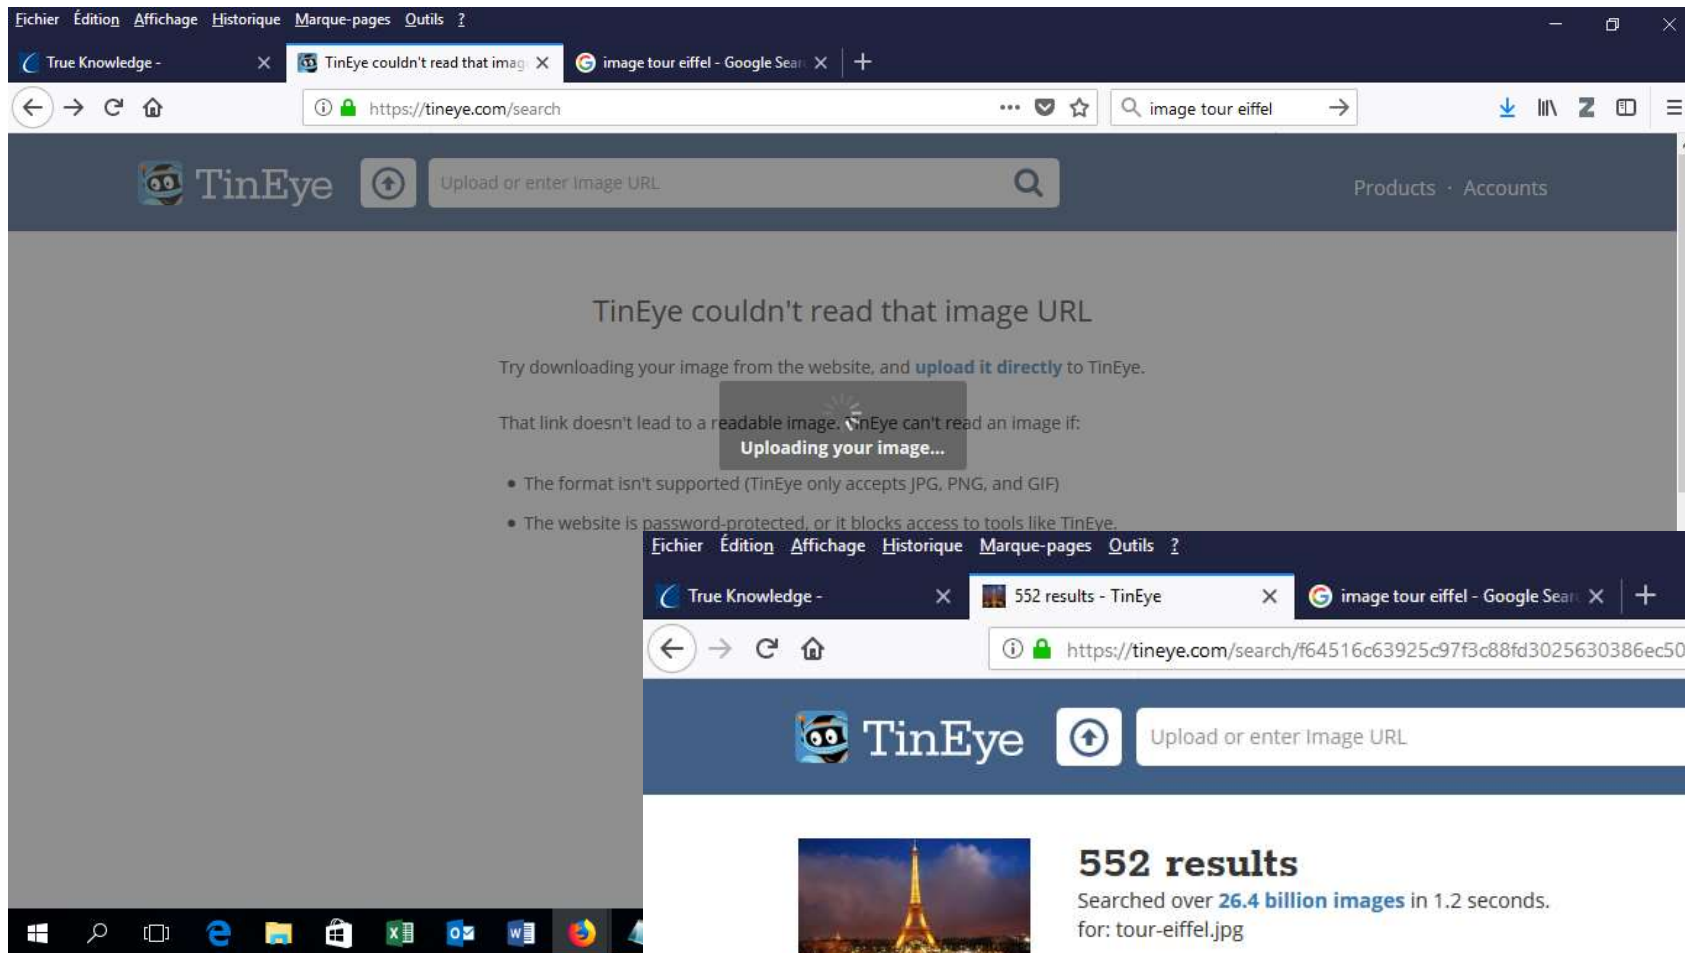 Fichier Édition Affichage Historique Marque-pages Outils ?
True Knowledge -
TinEye couldn't read that imag
image tour eiffel - Google Sear
https://tineye.com/search
image tour eiffel
TinEye
Upload or enter Image URL
Products · Accounts
TinEye couldn't read that image URL
Try downloading your image from the website, and upload it directly to TinEye.
That link doesn't lead to a readable image. TinEye can't read an image if:
Uploading your image...
• The format isn't supported (TinEye only accepts JPG, PNG, and GIF)
• The website is password-protected, or it blocks access to tools like TinEye.
Fichier Édition Affichage Historique Marque-pages Outils ?
True Knowledge -
552 results - TinEye
image tour eiffel - Google Sear
https://tineye.com/search/f64516c63925c97f3c88fd3025630386ec50
TinEye
Upload or enter Image URL
552 results
Searched over 26.4 billion images in 1.2 seconds.
for: tour-eiffel.jpg